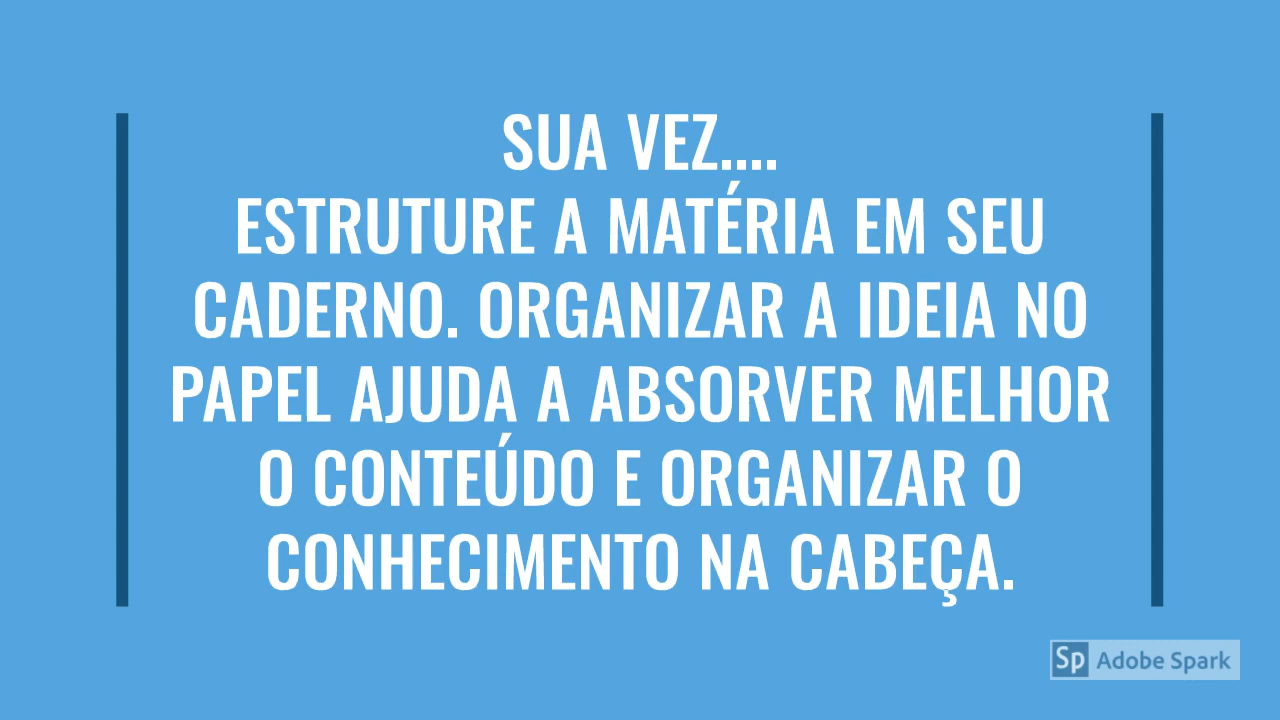 SUA VEZ....
ESTRUTURE A MATÉRIA EM SEU
CADERNO. ORGANIZAR A IDEIA NO
PAPEL AJUDA A ABSORVER MELHOR
O CONTEÚDO E ORGANIZAR O
CONHECIMENTO NA CABEÇA.
Sp Adobe Spark